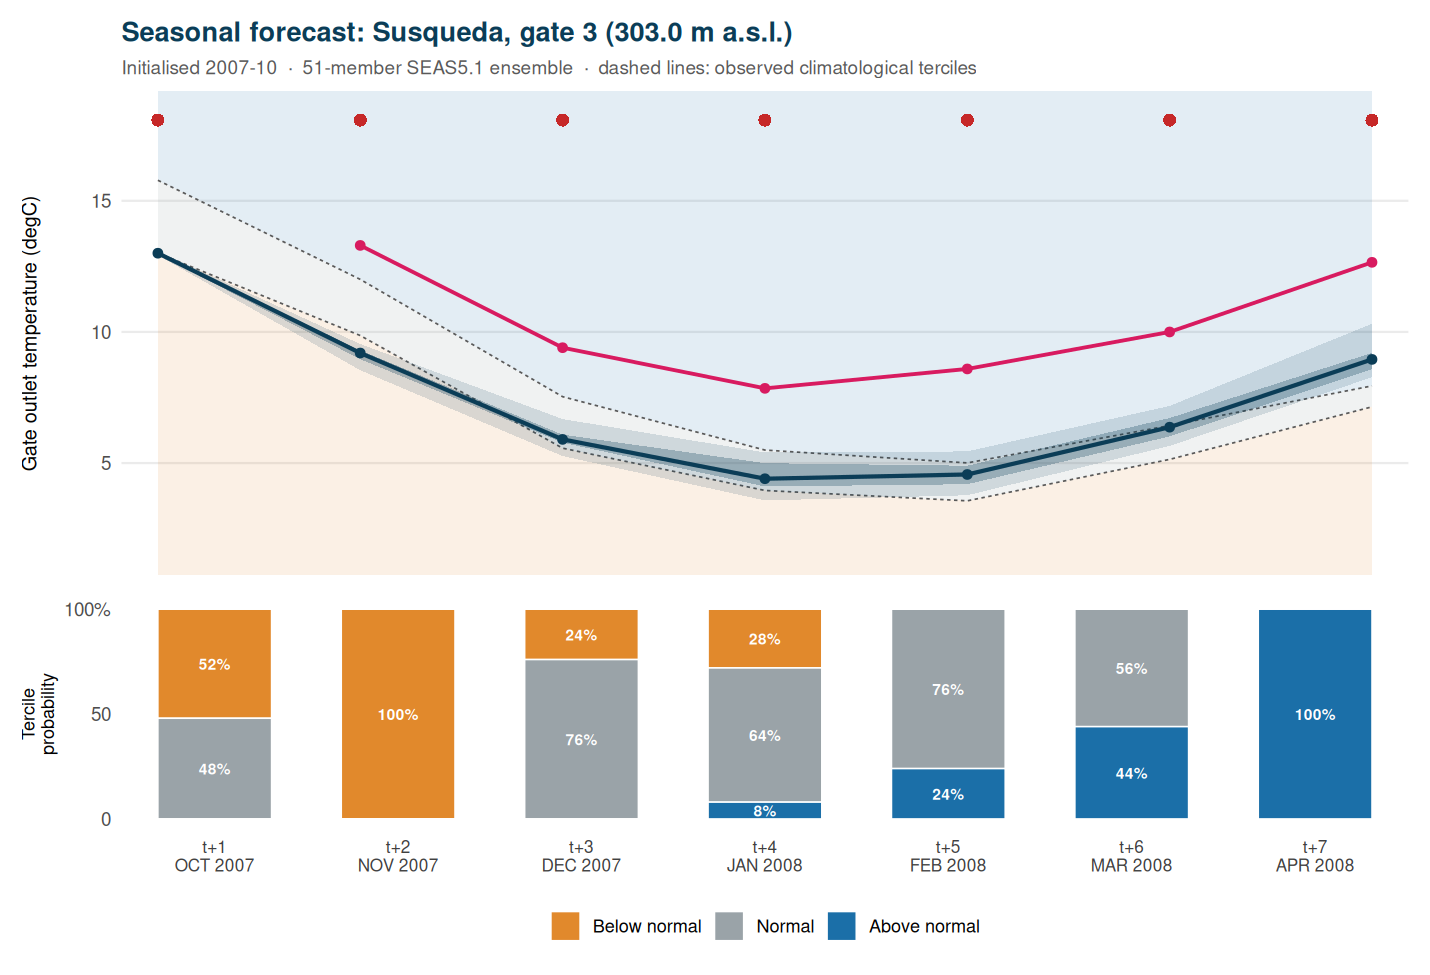 Seasonal forecast: Susqueda, gate 3 (303.0 m a.s.l.)
Initialised 2007-10 · 51-member SEAS5.1 ensemble · dashed lines: observed climatological terciles
Gate outlet temperature (degC)
15
10
5
Tercile
probability
100%
50
0
52%
48%
100%
24%
76%
28%
64%
8%
76%
24%
56%
44%
100%
t+1
OCT 2007
t+2
NOV 2007
t+3
DEC 2007
t+4
JAN 2008
t+5
FEB 2008
t+6
MAR 2008
t+7
APR 2008
Below normal
Normal
Above normal